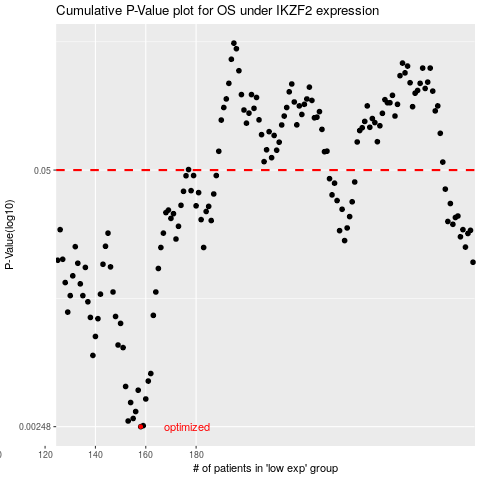 Cumulative P-Value plot for OS under IKZF2 expression
P-Value(log10)
0.05
0.00248
optimized
0 120 140 160 180
# of patients in 'low exp' group